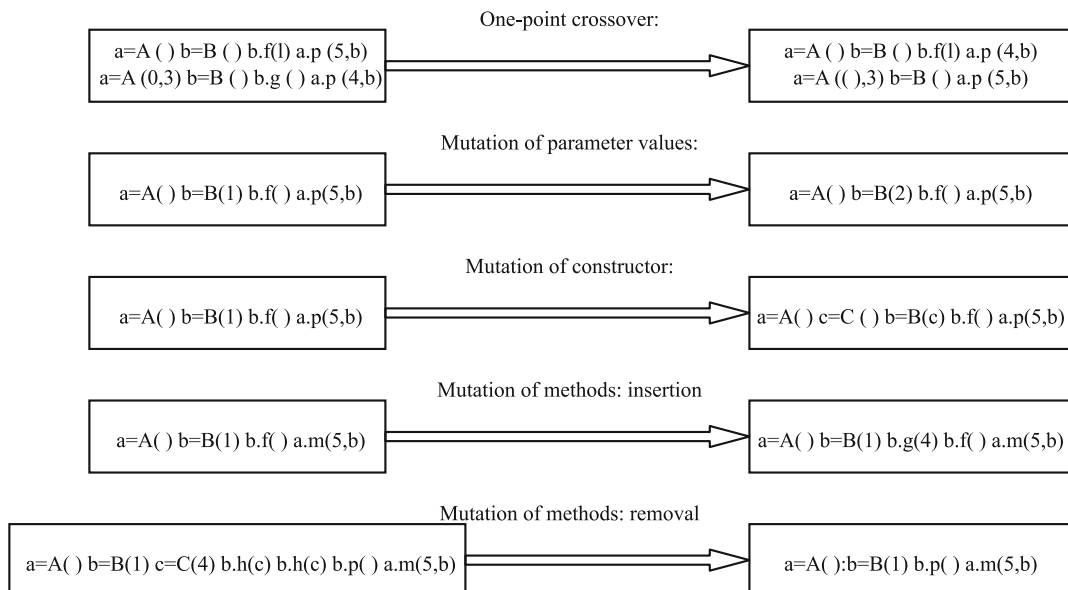 One-point crossover:
a=A ( ) b=B ( ) b.f(l) a.p (5,b)
a=A (0,3) b=B ( ) b.g ( ) a.p (4,b)
a=A ( ) b=B ( ) b.f(l) a.p (4,b)
a=A (( ),3) b=B ( ) a.p (5,b)
Mutation of parameter values:
a=A( ) b=B(1) b.f( ) a.p(5,b)
a=A( ) b=B(2) b.f( ) a.p(5,b)
Mutation of constructor:
a=A( ) b=B(1) b.f( ) a.p(5,b)
a=A( ) c=C ( ) b=B(c) b.f( ) a.p(5,b)
Mutation of methods: insertion
a=A( ) b=B(1) b.f( ) a.m(5,b)
a=A( ) b=B(1) b.g(4) b.f( ) a.m(5,b)
Mutation of methods: removal
a=A( ) b=B(1) c=C(4) b.h(c) b.h(c) b.p( ) a.m(5,b)
a=A( ):b=B(1) b.p( ) a.m(5,b)